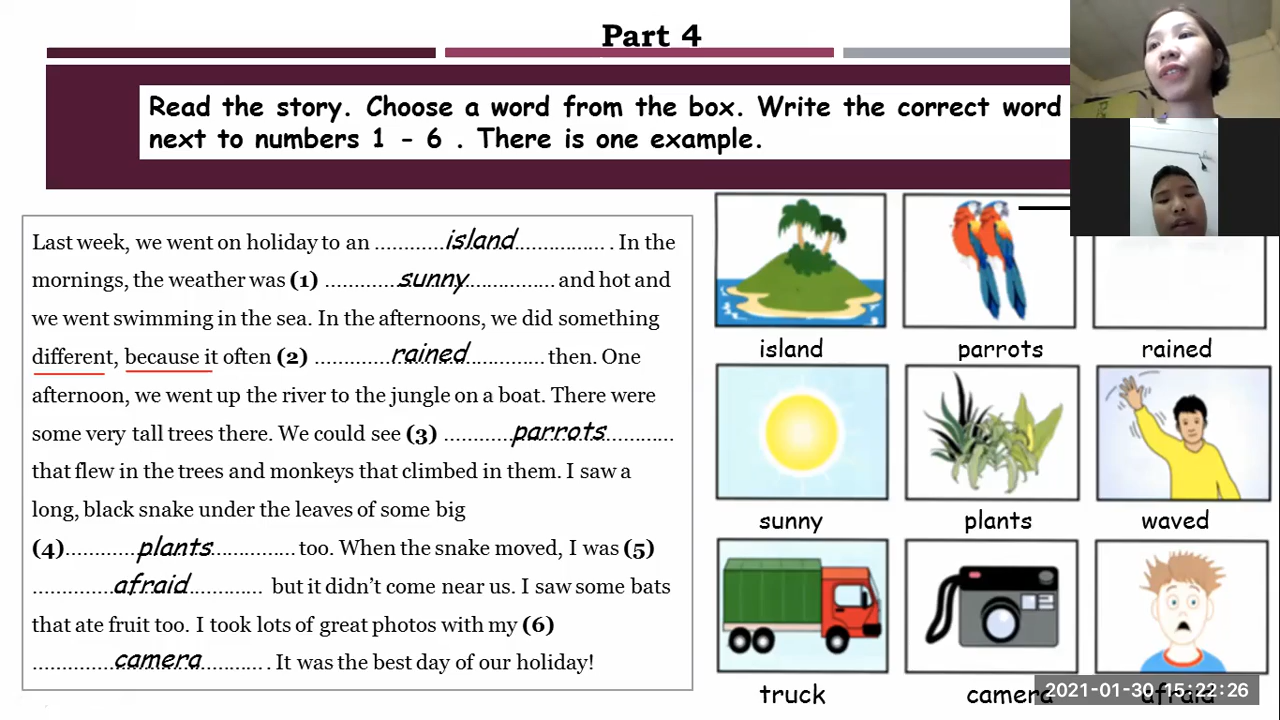 Part 4
Read the story. Choose a word from the box. Write the correct word
next to numbers 1 - 6 . There is one example.
Last week, we went on holiday to an ............island............... . In the
mornings, the weather was (1) ............sunny............... and hot and
we went swimming in the sea. In the afternoons, we did something
different, because it often (2) ............rained............... then. One
afternoon, we went up the river to the jungle on a boat. There were
some very tall trees there. We could see (3) ............parrots............
that flew in the trees and monkeys that climbed in them. I saw a
long, black snake under the leaves of some big
(4)............plants............... too. When the snake moved, I was (5)
..............afraid............. but it didn't come near us. I saw some bats
that ate fruit too. I took lots of great photos with my (6)
..............camera............ . It was the best day of our holiday!
island
parrots
rained
sunny
plants
waved
truck
camera
afraid
2021-01-30 15:22:26